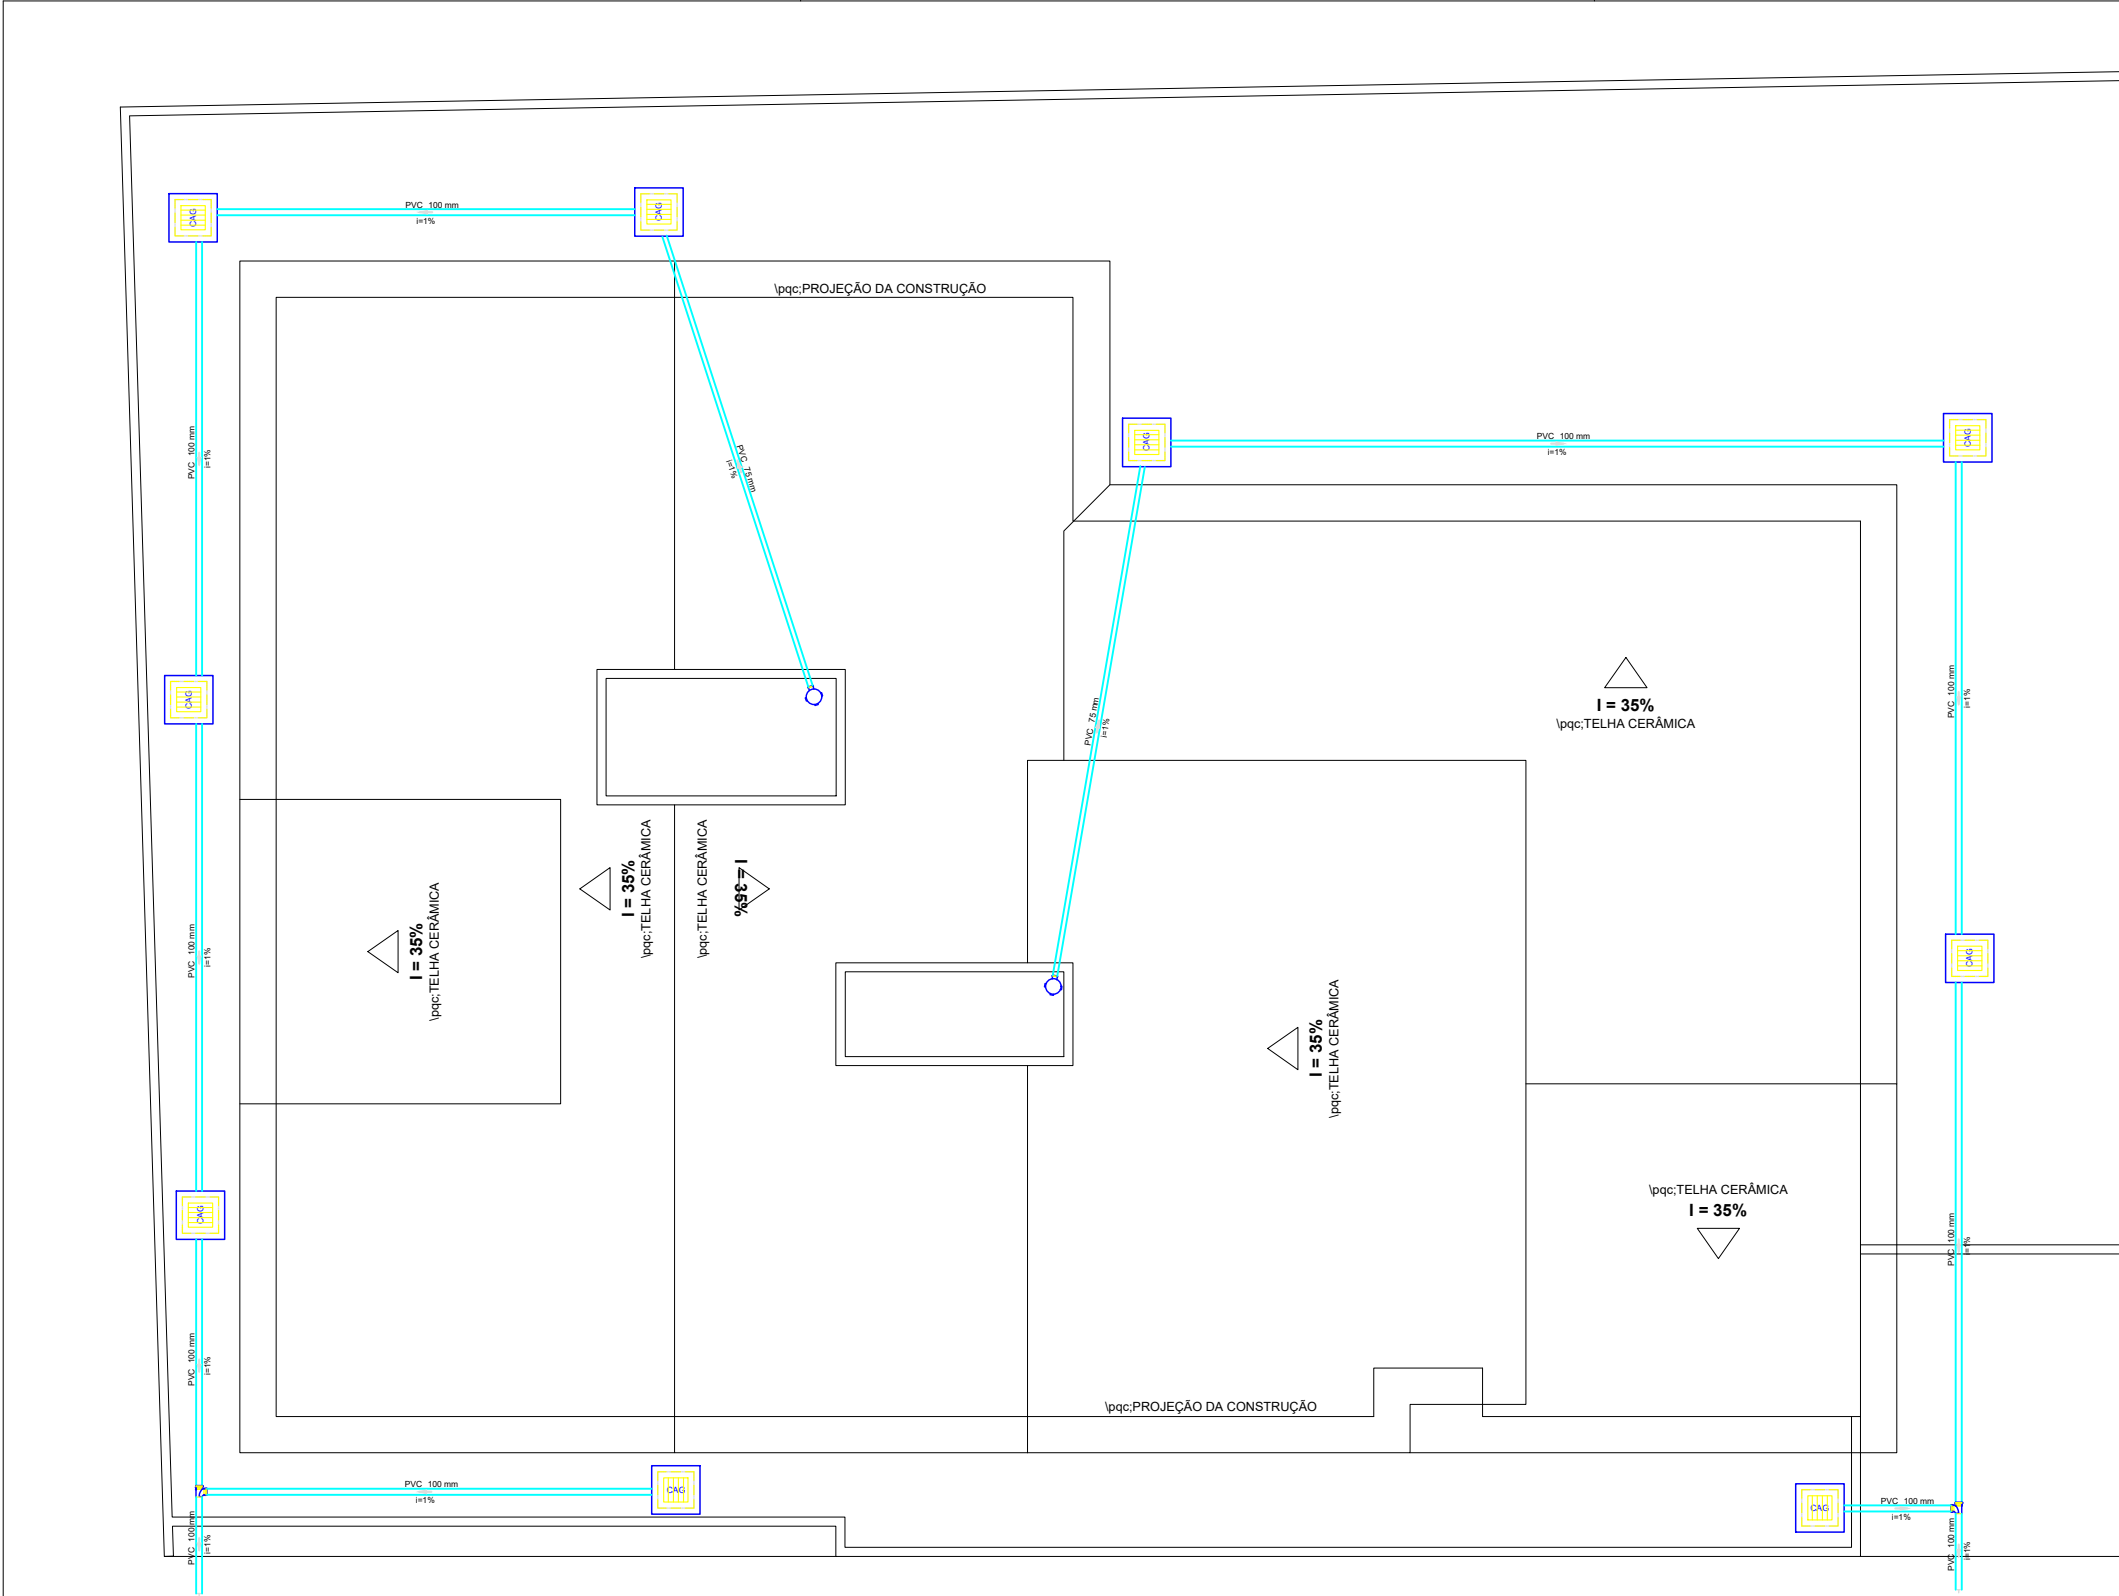 CAG
PVC 100 mm
i=1%
CAG
\pqc;PROJEÇÃO DA CONSTRUÇÃO
PVC 100 mm
i=1%
PVC 75 mm
i=1%
CAG
PVC 100 mm
i=1%
CAG
CAG
PVC 75 mm
i=1%
I = 35%
\pqc;TELHA CERÂMICA
PVC 100 mm
i=1%
I = 35%
\pqc;TELHA CERÂMICA
I = 35%
\pqc;TELHA CERÂMICA
\pqc;TELHA CERÂMICA
I = 35%
PVC 100 mm
i=1%
CAG
I = 35%
\pqc;TELHA CERÂMICA
CAG
\pqc;TELHA CERÂMICA
I = 35%
PVC 100 mm
i=1%
PVC 100 mm
i=1%
\pqc;PROJEÇÃO DA CONSTRUÇÃO
PVC 100 mm
i=1%
CAG
CAG
PVC 100 mm
i=1%
PVC 100 mm
i=1%
PVC 100 mm
i=1%